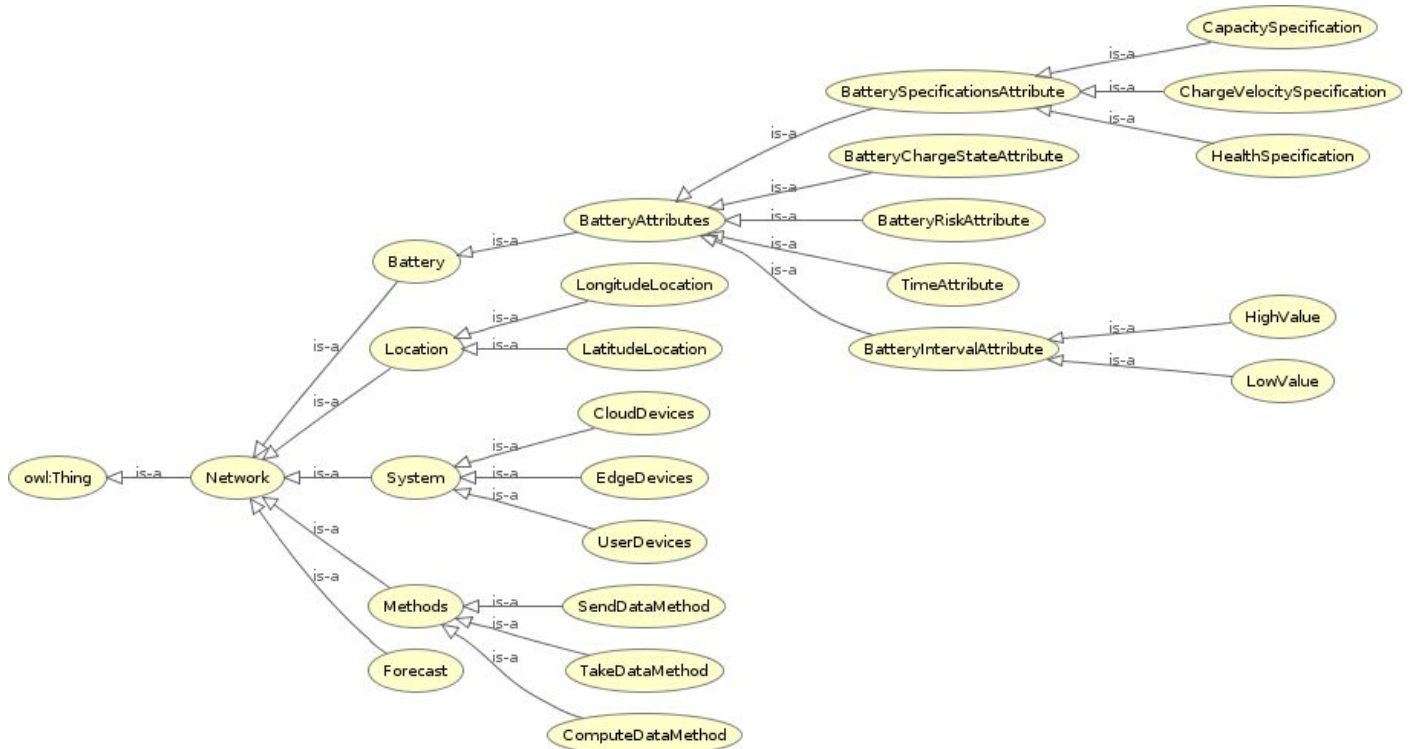 CapacitySpecification
is-a
BatterySpecificationsAttribute
is-a
ChargeVelocitySpecification
is-a
is-a
HealthSpecification
BatteryChargeStateAttribute
is-a
BatteryAttributes
is-a
BatteryRiskAttribute
is-a
is-a
Battery
is-a
TimeAttribute
LongitudeLocation
HighValue
is-a
is-a
is-a
Location
is-a
LatitudeLocation
BatteryIntervalAttribute
is-a
LowValue
is-a
CloudDevices
is-a
owl:Thing
is-a
Network
is-a
System
is-a
EdgeDevices
is-a
UserDevices
is-a
is-a
Methods
is-a
SendDataMethod
is-a
Forecast
is-a
TakeDataMethod
ComputeDataMethod